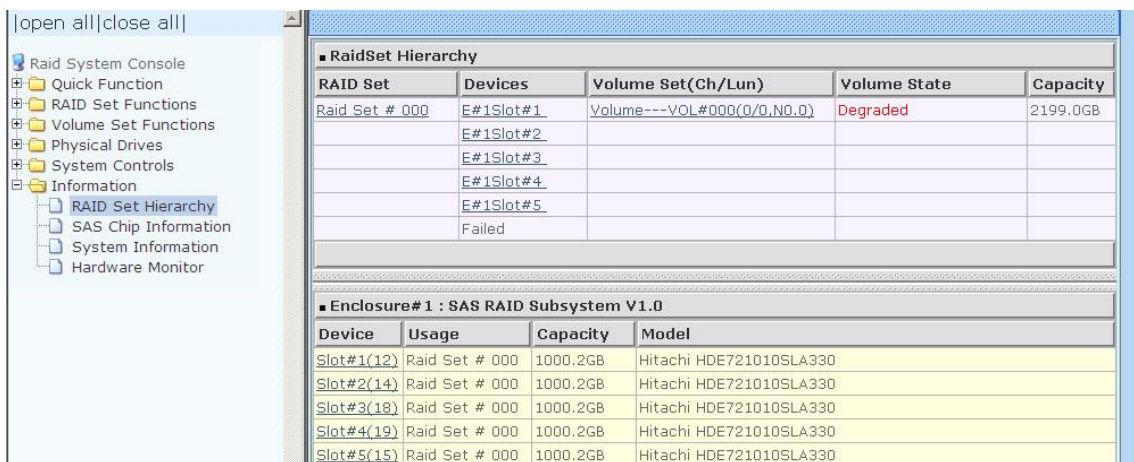 |open all|close all|
Raid System Console
Quick Function
RAID Set Functions
Volume Set Functions
Physical Drives
System Controls
Information
RAID Set Hierarchy
SAS Chip Information
System Information
Hardware Monitor
RaidSet Hierarchy
RAID Set Devices Volume Set(Ch/Lun) Volume State Capacity
Raid Set # 000 E#1Slot#1 Volume---VOL#000(0/0,N0.0) Degraded 2199.0GB
E#1Slot#2
E#1Slot#3
E#1Slot#4
E#1Slot#5
Failed
Enclosure#1 : SAS RAID Subsystem V1.0
Device Usage Capacity Model
Slot#1(12) Raid Set # 000 1000.2GB Hitachi HDE721010SLA330
Slot#2(14) Raid Set # 000 1000.2GB Hitachi HDE721010SLA330
Slot#3(18) Raid Set # 000 1000.2GB Hitachi HDE721010SLA330
Slot#4(19) Raid Set # 000 1000.2GB Hitachi HDE721010SLA330
Slot#5(15) Raid Set # 000 1000.2GB Hitachi HDE721010SLA330